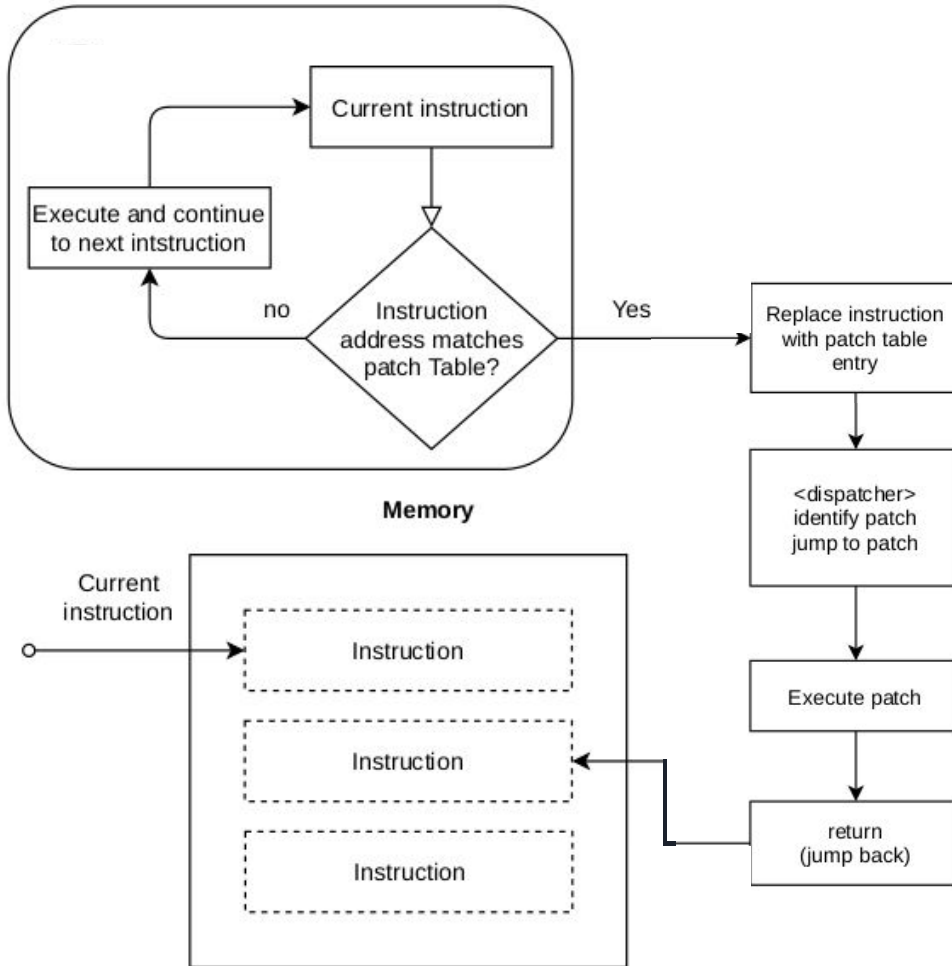 Current instruction
Execute and continue
to next intstruction
no
Instruction
address matches
patch Table?
Yes
Replace instruction
with patch table
entry
<dispatcher>
identify patch
jump to patch
Execute patch
return
(jump back)
Memory
Current
instruction
Instruction
Instruction
Instruction